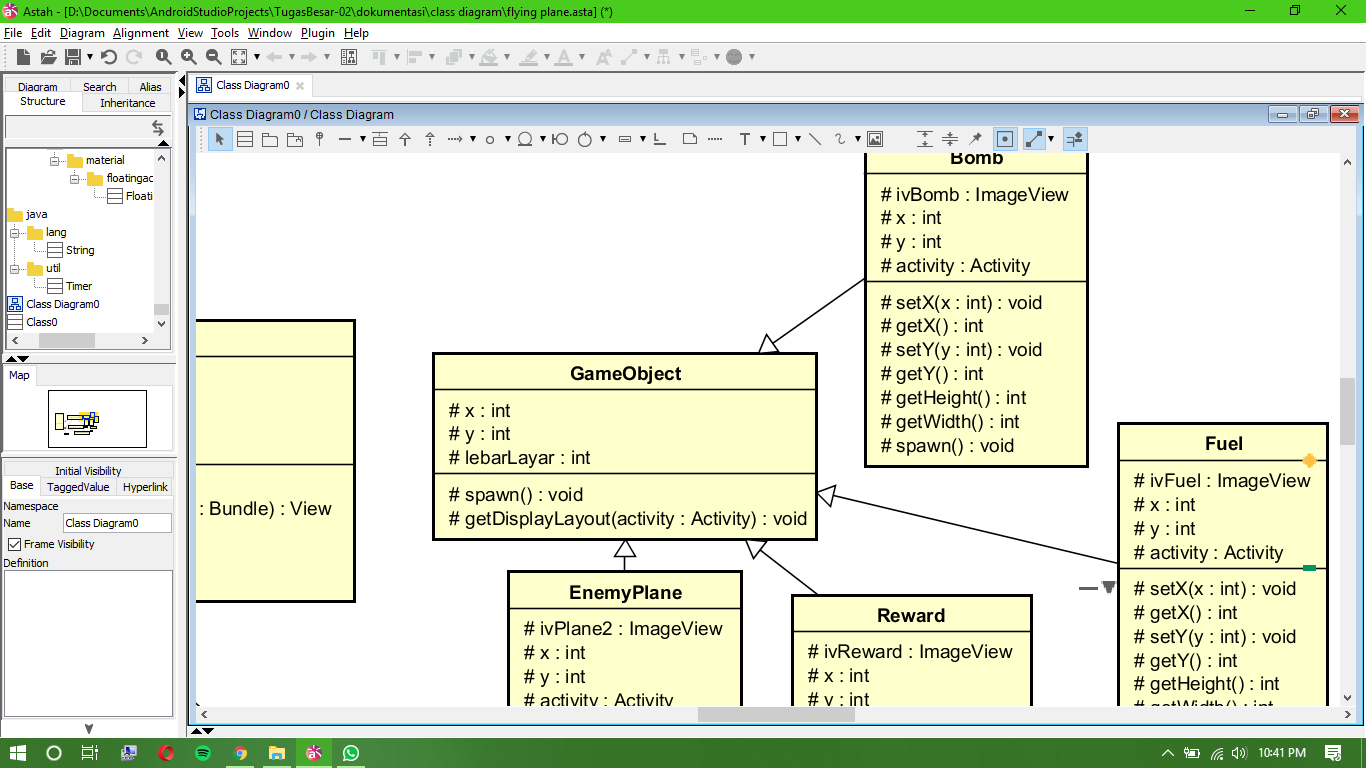 Astah - [D:\Documents\AndroidStudioProjects\TugasBesar-02\dokumentasi\class diagram\flying plane.asta] (*)
File Edit Diagram Alignment View Tools Window Plugin Help
Diagram Search Alias
Structure Inheritance
material
floatingac
Floati
java
lang
String
util
Timer
Class Diagram0
Class0
Map
Initial Visibility
Base TaggedValue Hyperlink
Namespace
Name Class Diagram0
Frame Visibility
Definition
Class Diagram0
Class Diagram0 / Class Diagram
T
: Bundle) : View
GameObject
# x : int
# y : int
# lebarLayar : int
# spawn() : void
# getDisplayLayout(activity : Activity) : void
Bomb
# ivBomb : ImageView
# x : int
# y : int
# activity : Activity
# setX(x : int) : void
# getX() : int
# setY(y : int) : void
# getY() : int
# getHeight() : int
# getWidth() : int
# spawn() : void
Fuel
# ivFuel : ImageView
# x : int
# y : int
# activity : Activity
# setX(x : int) : void
# getX() : int
# setY(y : int) : void
# getY() : int
# getHeight() : int
# getWidth() : int
EnemyPlane
# ivPlane2 : ImageView
# x : int
# y : int
# activity : Activity
Reward
# ivReward : ImageView
# x : int
# y : int
10:41 PM